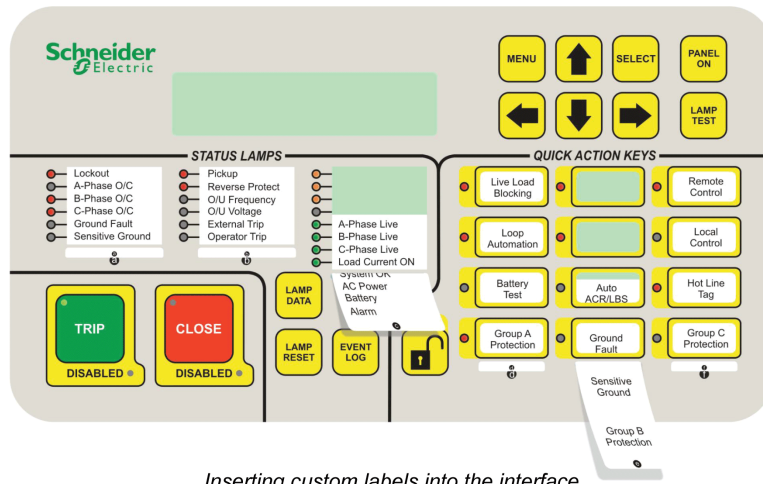 Schneider
Electric
MENU
SELECT
PANEL
ON
LAMP
TEST
STATUS LAMPS
QUICK ACTION KEYS
Lockout
A-Phase O/C
B-Phase O/C
C-Phase O/C
Ground Fault
Sensitive Ground
a
Pickup
Reverse Protect
O/U Frequency
O/U Voltage
External Trip
Operator Trip
b
A-Phase Live
B-Phase Live
C-Phase Live
Load Current ON
System OK
AC Power
Battery
Alarm
c
Live Load
Blocking
Remote
Control
Loop
Automation
Local
Control
Battery
Test
Auto
ACR/LBS
Hot Line
Tag
Group A
Protection
Ground
Fault
Group C
Protection
d
f
Sensitive
Ground
Group B
Protection
e
LAMP
DATA
LAMP
RESET
EVENT
LOG
TRIP
DISABLED
CLOSE
DISABLED
Inserting custom labels into the interface